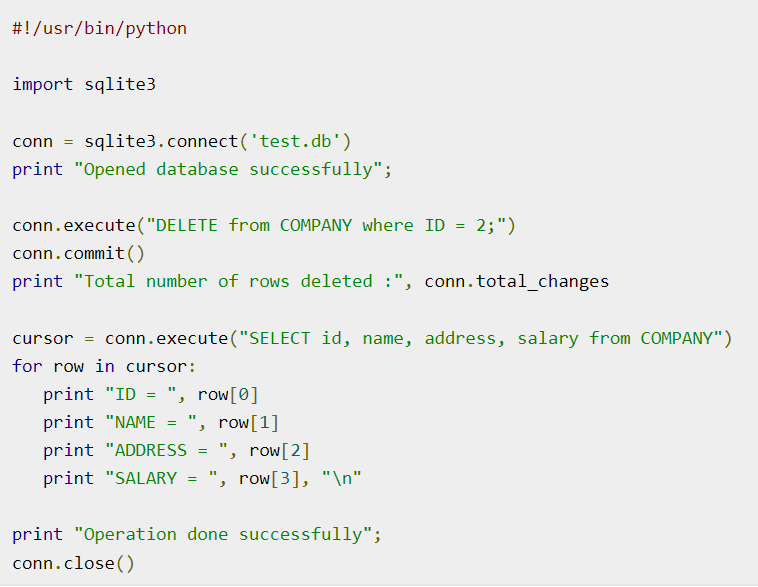 #!/usr/bin/python
import sqlite3
conn = sqlite3.connect('test.db')
print "Opened database successfully";
conn.execute("DELETE from COMPANY where ID = 2;")
conn.commit()
print "Total number of rows deleted :", conn.total_changes
cursor = conn.execute("SELECT id, name, address, salary from COMPANY")
for row in cursor:
   print "ID = ", row[0]
   print "NAME = ", row[1]
   print "ADDRESS = ", row[2]
   print "SALARY = ", row[3], "\n"
print "Operation done successfully";
conn.close()